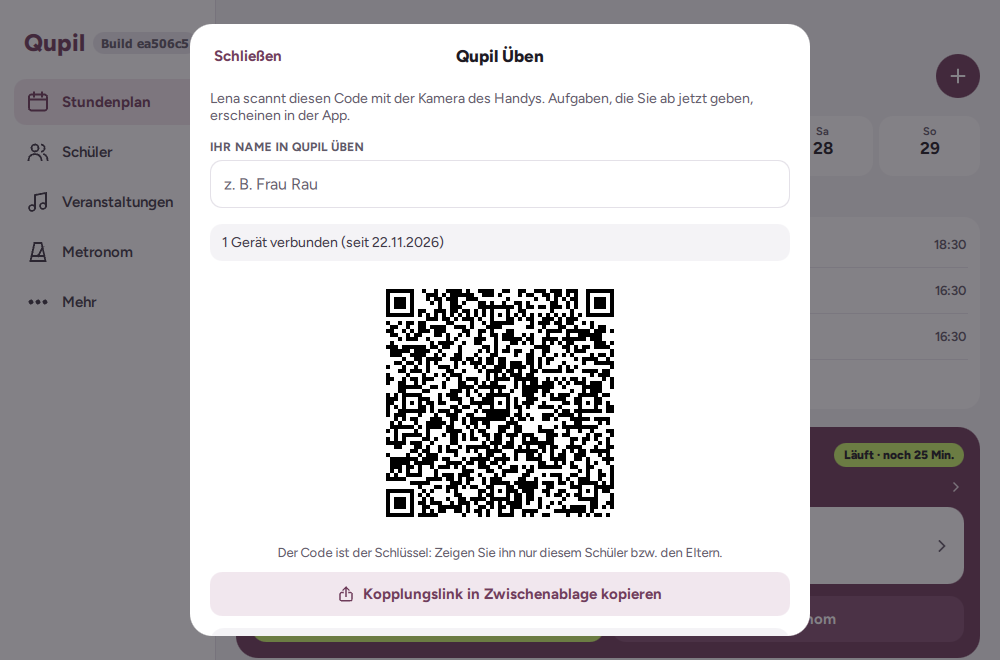 Qupil
Build ea506c5
Stundenplan
Schüler
Veranstaltungen
Metronom
Mehr
Schließen
Qupil Üben
Lena scannt diesen Code mit der Kamera des Handys. Aufgaben, die Sie ab jetzt geben,
erscheinen in der App.
IHR NAME IN QUPIL ÜBEN
z. B. Frau Rau
1 Gerät verbunden (seit 22.11.2026)
Der Code ist der Schlüssel: Zeigen Sie ihn nur diesem Schüler bzw. den Eltern.
Kopplungslink in Zwischenablage kopieren
Sa
28
So
29
18:30
16:30
16:30
Läuft · noch 25 Min.